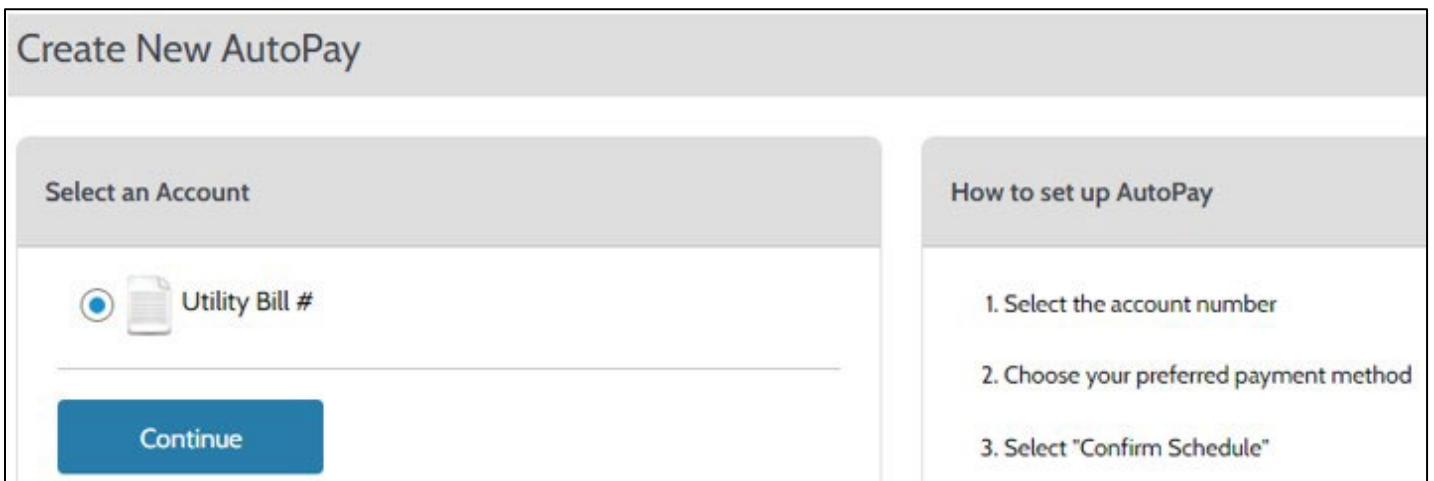 Create New AutoPay
Select an Account
Utility Bill #
Continue
How to set up AutoPay
1. Select the account number
2. Choose your preferred payment method
3. Select "Confirm Schedule"